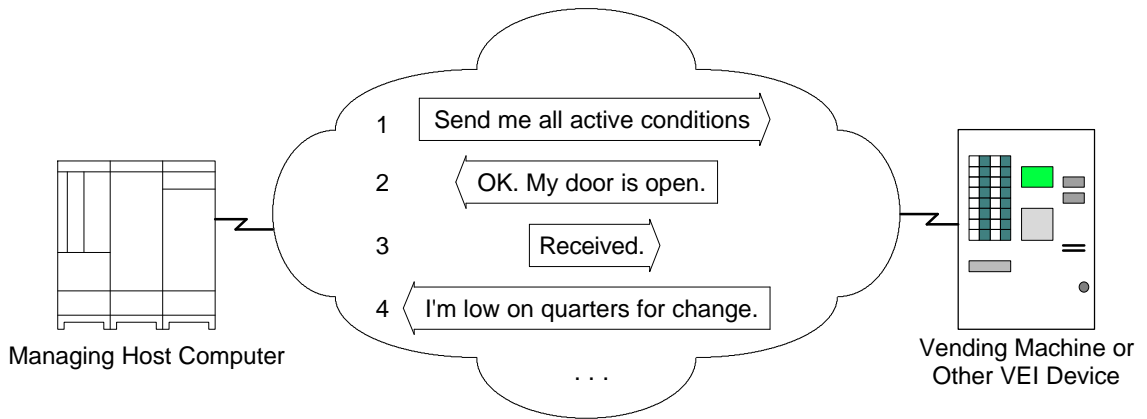 1 Send me all active conditions
2 OK. My door is open.
3 Received.
4 I'm low on quarters for change.
. . .
Managing Host Computer
Vending Machine or
Other VEI Device